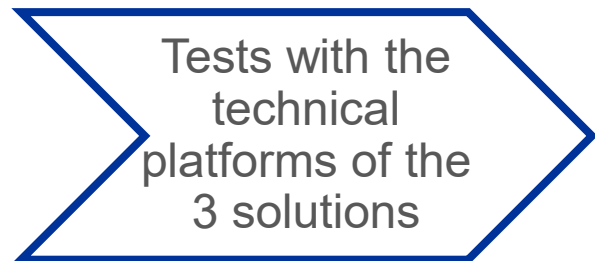 Tests with the
technical
platforms of the
3 solutions